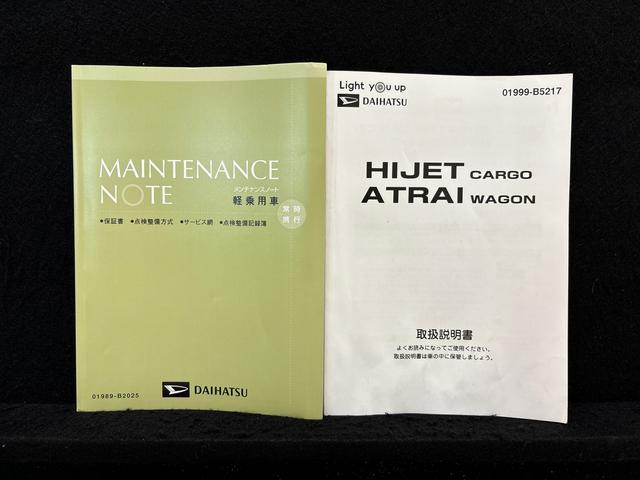 MAINTENANCE
NOTE
メンテナンスノート
軽乗用車
常時
携行
●保証書 ●点検整備方式 ●サービス網 ●点検整備記録簿
01989-B2025
DAIHATSU
Light you up
DAIHATSU
01999-B5217
HIJET CARGO
ATRAI WAGON
取扱説明書
よくお読みになってご使用ください。
取扱説明書は車の中に保管しましょう。